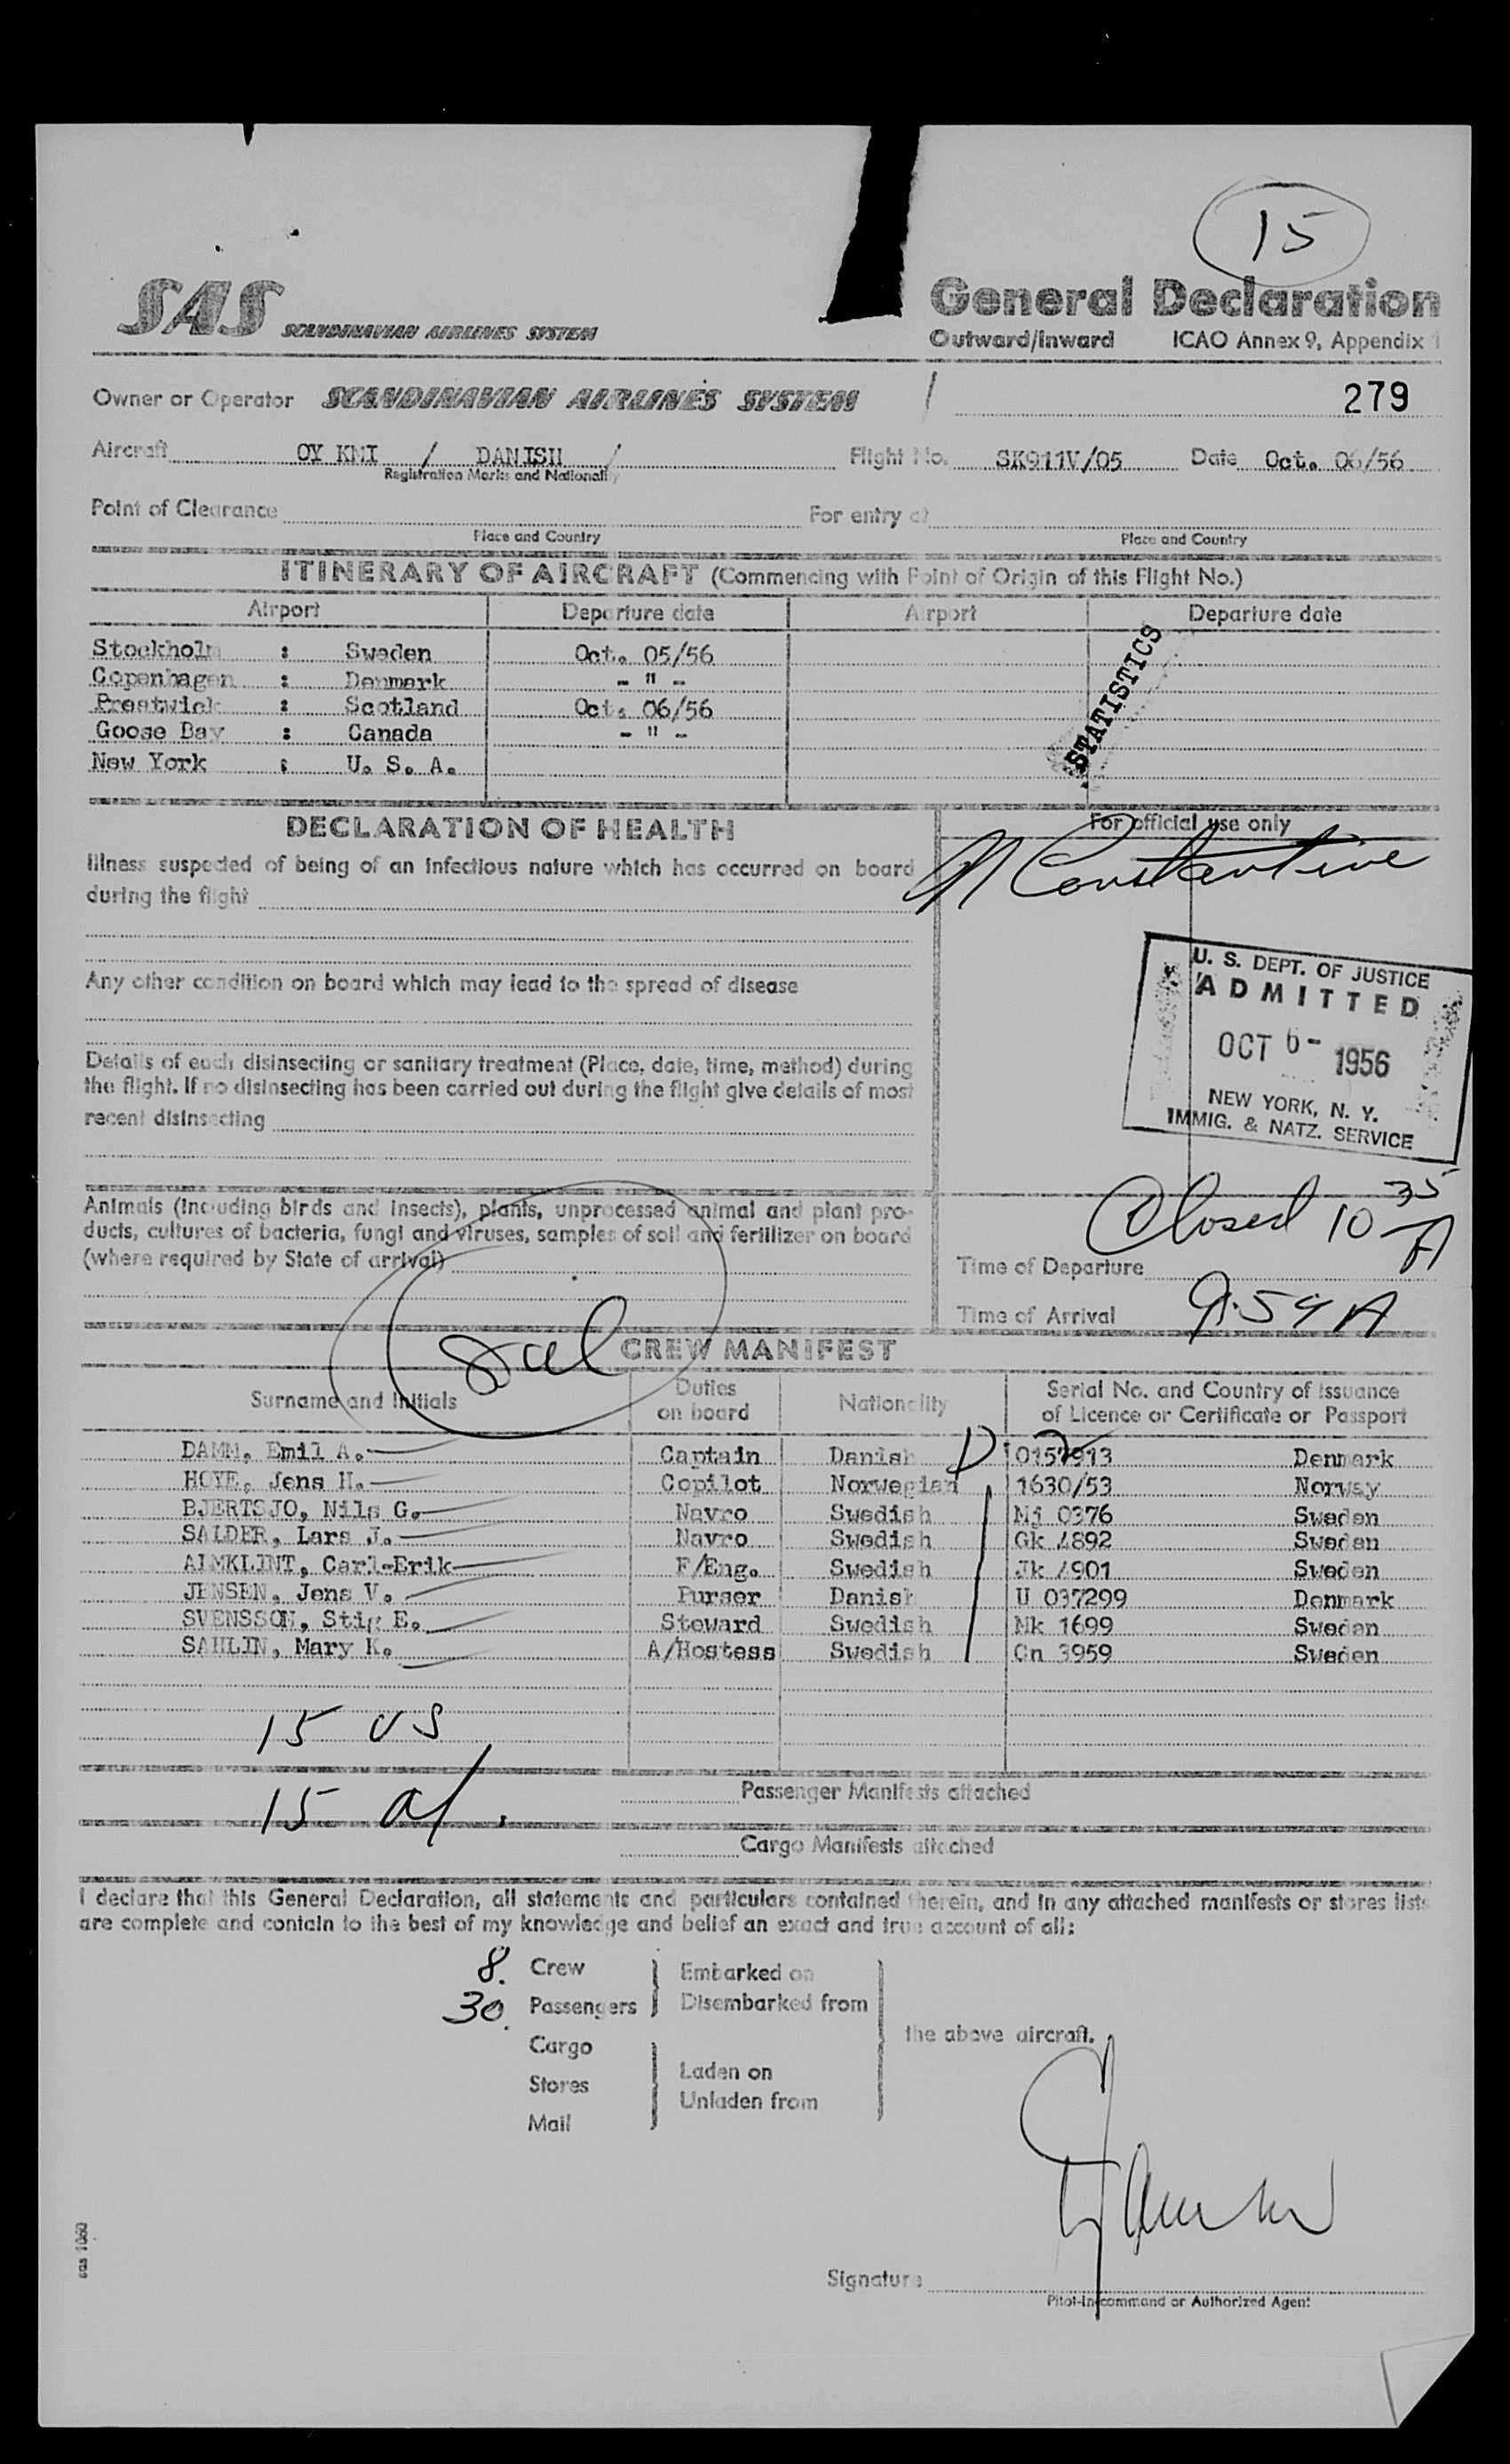 15
SAS SCANDINAVIAN AIRLINES SYSTEM
General Declaration
Outward/Inward ICAO Annex 9, Appendix 1
Owner or Operator SCANDINAVIAN AIRLINES SYSTEM
279
Aircraft OY KMI / DANISH / Flight No. SK911V/05 Date Oct. 06/56
Registration Marks and Nationality
Point of Clearance For entry at
Place and Country Place and Country
ITINERARY OF AIRCRAFT (Commencing with Point of Origin of this Flight No.)
Airport Departure date Airport Departure date
Stockholm : Sweden Oct. 05/56
Copenhagen : Denmark - " -
Prestwick : Scotland Oct. 06/56
Goose Bay : Canada - " -
New York : U. S. A.
STATISTICS
DECLARATION OF HEALTH
Illness suspected of being of an infectious nature which has occurred on board
during the flight
Any other condition on board which may lead to the spread of disease
Details of each disinsecting or sanitary treatment (Place, date, time, method) during
the flight. If no disinsecting has been carried out during the flight give details of most
recent disinsecting
Animals (including birds and insects), plants, unprocessed animal and plant pro-
ducts, cultures of bacteria, fungi and viruses, samples of soil and fertilizer on board
(where required by State of arrival)
For official use only
Constantine
U. S. DEPT. OF JUSTICE
ADMITTED
OCT 6- 1956
NEW YORK, N. Y.
IMMIG. & NATZ. SERVICE
Closed 10 35 A
Time of Departure
Time of Arrival 9:59 A
CREW MANIFEST
Surname and Initials Duties on board Nationality Serial No. and Country of Issuance of Licence or Certificate or Passport
DAMM, Emil A. Captain Danish D 0157913 Denmark
HOYE, Jens H. Copilot Norwegian 1630/53 Norway
BJERTSJO, Nils G. Navro Swedish Mj 0376 Sweden
SALDER, Lars J. Navro Swedish Gk 4892 Sweden
ALMKLINT, Carl-Erik F/Eng. Swedish Jk 4901 Sweden
JENSEN, Jens V. Purser Danish U 037299 Denmark
SVENSSON, Stig E. Steward Swedish Mk 1699 Sweden
SAHLIN, Mary K. A/Hostess Swedish Cn 3959 Sweden
15 US
15 al.
Passenger Manifests attached
Cargo Manifests attached
I declare that this General Declaration, all statements and particulars contained therein, and in any attached manifests or stores lists
are complete and contain to the best of my knowledge and belief an exact and true account of all:
8. Crew
30. Passengers
Embarked on
Disembarked from
Cargo
Stores
Mail
Laden on
Unladen from
the above aircraft.
Signature
Pilot-in-command or Authorized Agent
sas 1060